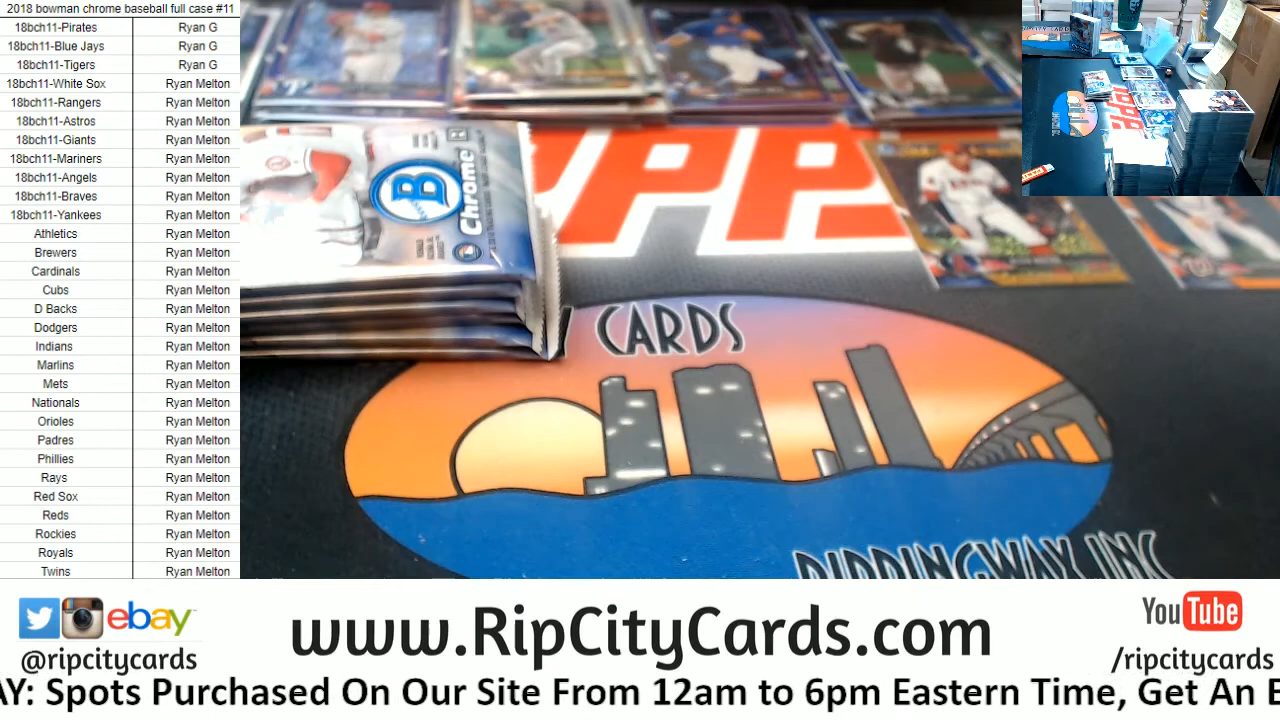 2018 bowman chrome baseball full case #11
18bch11-Pirates Ryan G
18bch11-Blue Jays Ryan G
18bch11-Tigers Ryan G
18bch11-White Sox Ryan Melton
18bch11-Rangers Ryan Melton
18bch11-Astros Ryan Melton
18bch11-Giants Ryan Melton
18bch11-Mariners Ryan Melton
18bch11-Angels Ryan Melton
18bch11-Braves Ryan Melton
18bch11-Yankees Ryan Melton
Athletics Ryan Melton
Brewers Ryan Melton
Cardinals Ryan Melton
Cubs Ryan Melton
D Backs Ryan Melton
Dodgers Ryan Melton
Indians Ryan Melton
Marlins Ryan Melton
Mets Ryan Melton
Nationals Ryan Melton
Orioles Ryan Melton
Padres Ryan Melton
Phillies Ryan Melton
Rays Ryan Melton
Red Sox Ryan Melton
Reds Ryan Melton
Rockies Ryan Melton
Royals Ryan Melton
Twins Ryan Melton
B
Chrome
CARDS
RIPPINGWAX INC
ebay
@ripcitycards
www.RipCityCards.com
YouTube
/ripcitycards
AY: Spots Purchased On Our Site From 12am to 6pm Eastern Time, Get An E